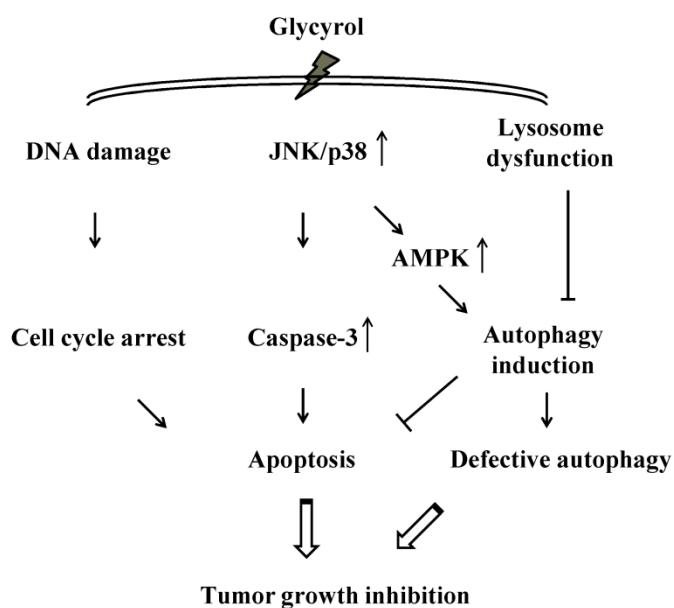 Glycyrol
DNA damage
JNK/p38
Lysosome
dysfunction
AMPK
Cell cycle arrest
Caspase-3
Autophagy
induction
Apoptosis
Defective autophagy
Tumor growth inhibition